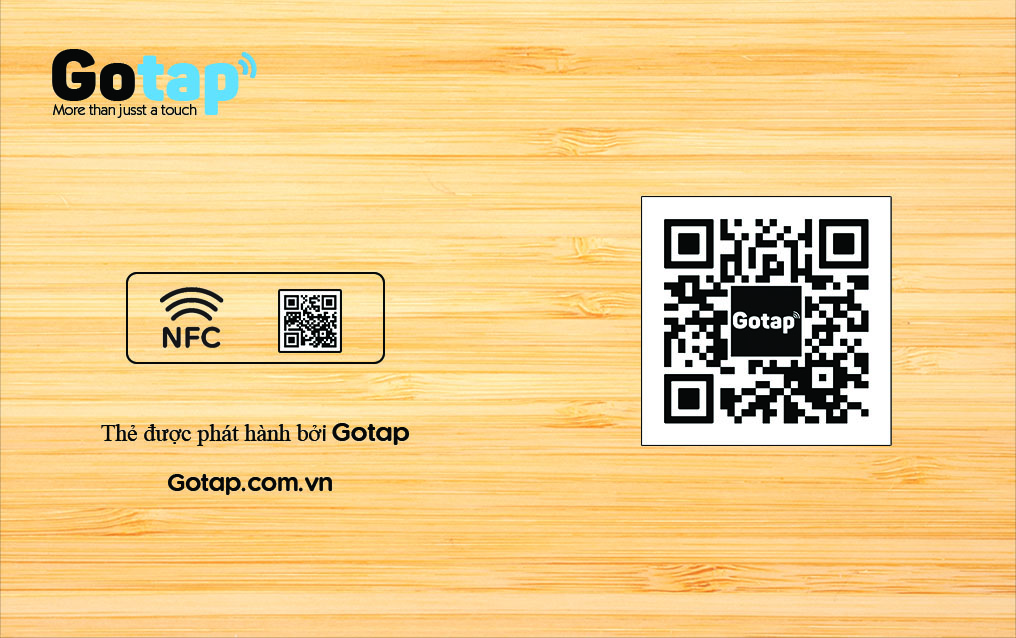 Gotap
More than jusst a touch
Gotap
NFC
Thẻ được phát hành bởi Gotap
Gotap.com.vn